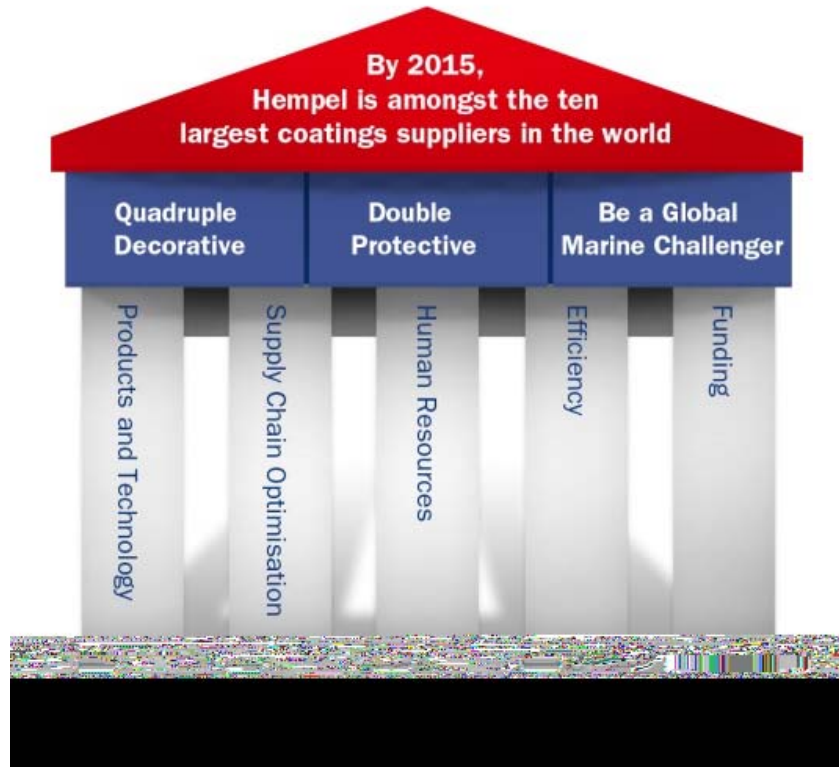 By 2015,
Hempel is amongst the ten
largest coatings suppliers in the world
Quadruple
Decorative
Double
Protective
Be a Global
Marine Challenger
Products and Technology
Supply Chain Optimisation
Human Resources
Efficiency
Funding